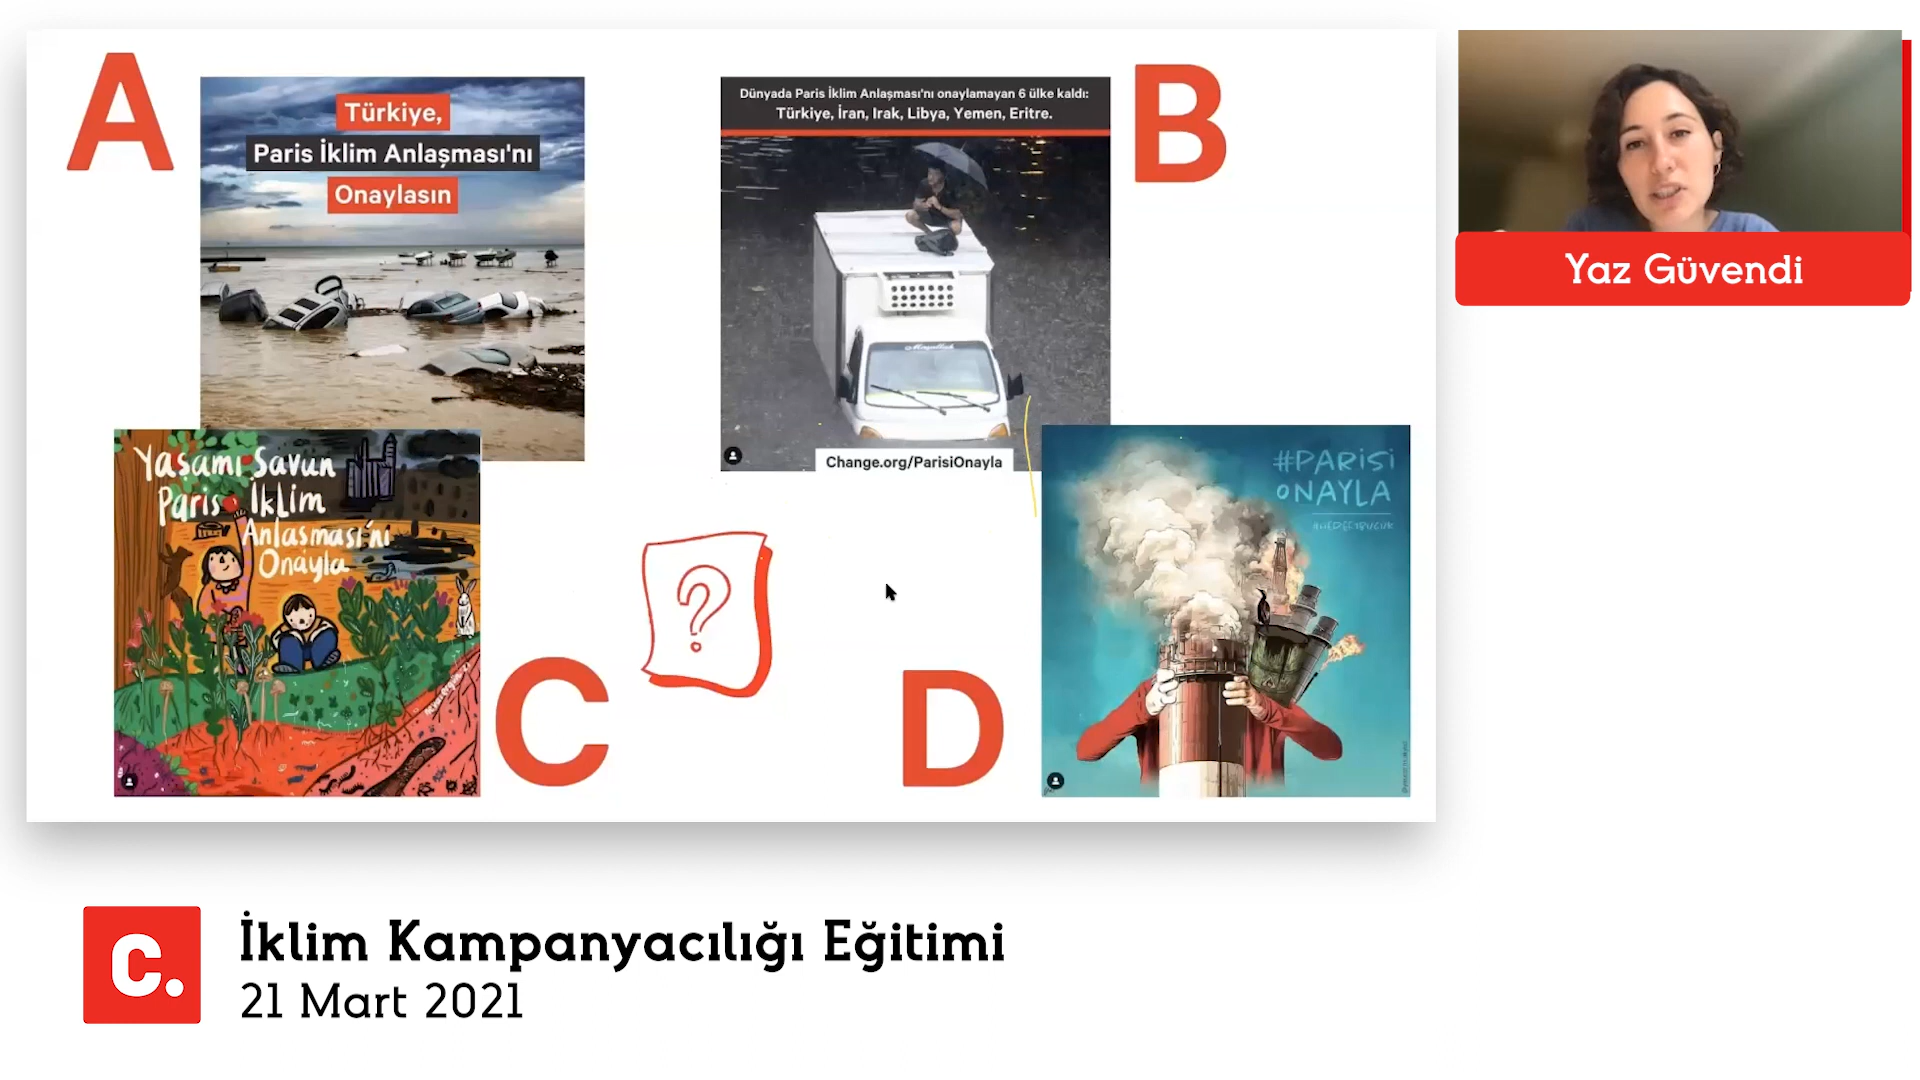 A
Türkiye,
Paris İklim Anlaşması'nı
Onaylasın
Dünyada Paris İklim Anlaşması'nı onaylamayan 6 ülke kaldı:
Türkiye, İran, Irak, Libya, Yemen, Eritre.
Maşallah
Change.org/ParisiOnayla
B
Yaşamı Savun
Paris İklim
Anlaşması'nı
Onayla
C
?
D
#PARİSİ
ONAYLA
Yaz Güvendi
C.
İklim Kampanyacılığı Eğitimi
21 Mart 2021